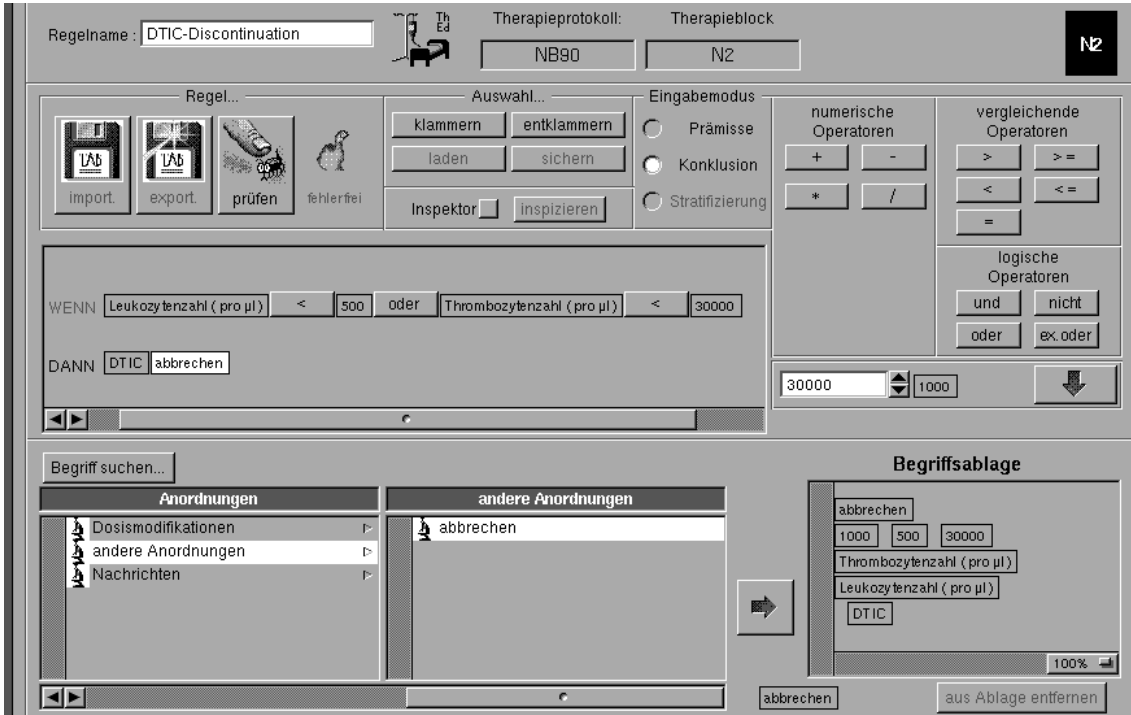 Regelname : DTIC-Discontinuation
Th
Ed
Therapieprotokoll:
Therapieblock
NB90
N2
N2
Regel...
import.
export.
prüfen
fehlerfrei
Auswahl...
klammern
entklammern
laden
sichern
Inspektor
inspizieren
Eingabemodus
Prämisse
Konklusion
Stratifizierung
numerische
Operatoren
+ -
* /
vergleichende
Operatoren
> > =
< < =
=
logische
Operatoren
und nicht
oder ex.oder
WENN Leukozytenzahl ( pro µl ) < 500 oder Thrombozytenzahl ( pro µl ) < 30000
DANN DTIC abbrechen
30000 1000
Begriff suchen...
Anordnungen
Dosismodifikationen
andere Anordnungen
Nachrichten
andere Anordnungen
abbrechen
Begriffsablage
abbrechen
1000 500 30000
Thrombozytenzahl ( pro µl )
Leukozytenzahl ( pro µl )
DTIC
100%
abbrechen
aus Ablage entfernen